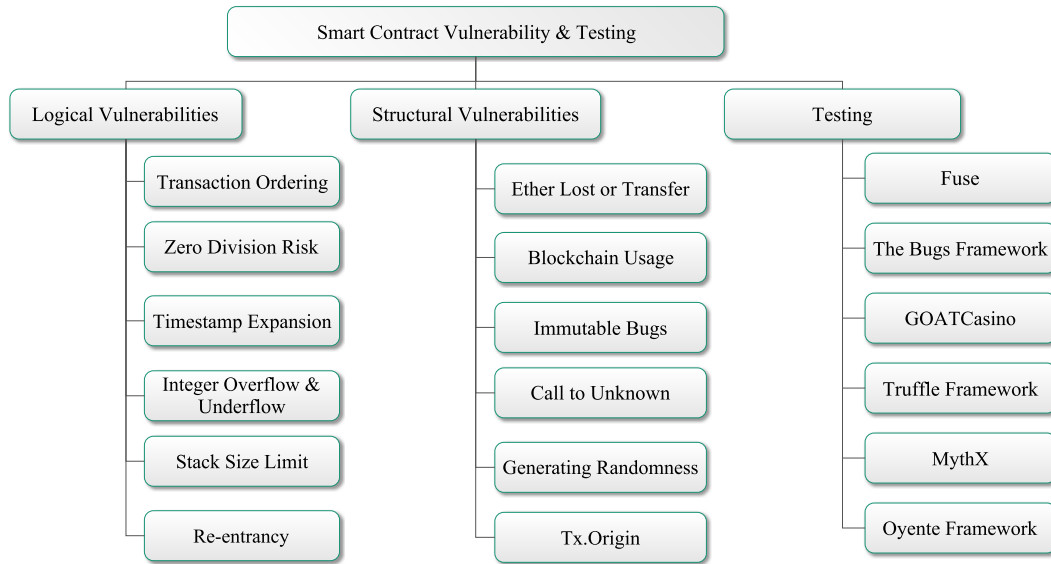 Smart Contract Vulnerability & Testing
Logical Vulnerabilities
Transaction Ordering
Zero Division Risk
Timestamp Expansion
Integer Overflow &
Underflow
Stack Size Limit
Re-entrancy
Structural Vulnerabilities
Ether Lost or Transfer
Blockchain Usage
Immutable Bugs
Call to Unknown
Generating Randomness
Tx.Origin
Testing
Fuse
The Bugs Framework
GOATCasino
Truffle Framework
MythX
Oyente Framework